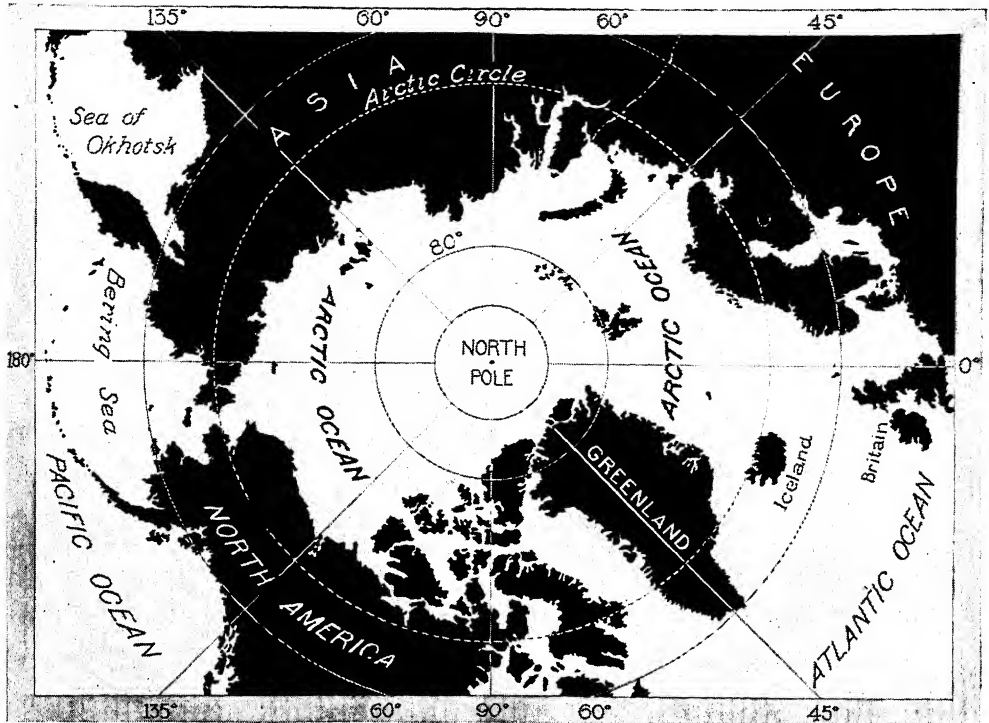 135° 60° 90° 60° 45°
ASIA
Arctic Circle
EUROPE
Sea of
Okhotsk
80°
ARCTIC OCEAN
ARCTIC OCEAN
Bering Sea
NORTH
POLE
180°
0°
PACIFIC OCEAN
NORTH AMERICA
GREENLAND
Iceland
Britain
ATLANTIC OCEAN
135° 60° 90° 60° 45°